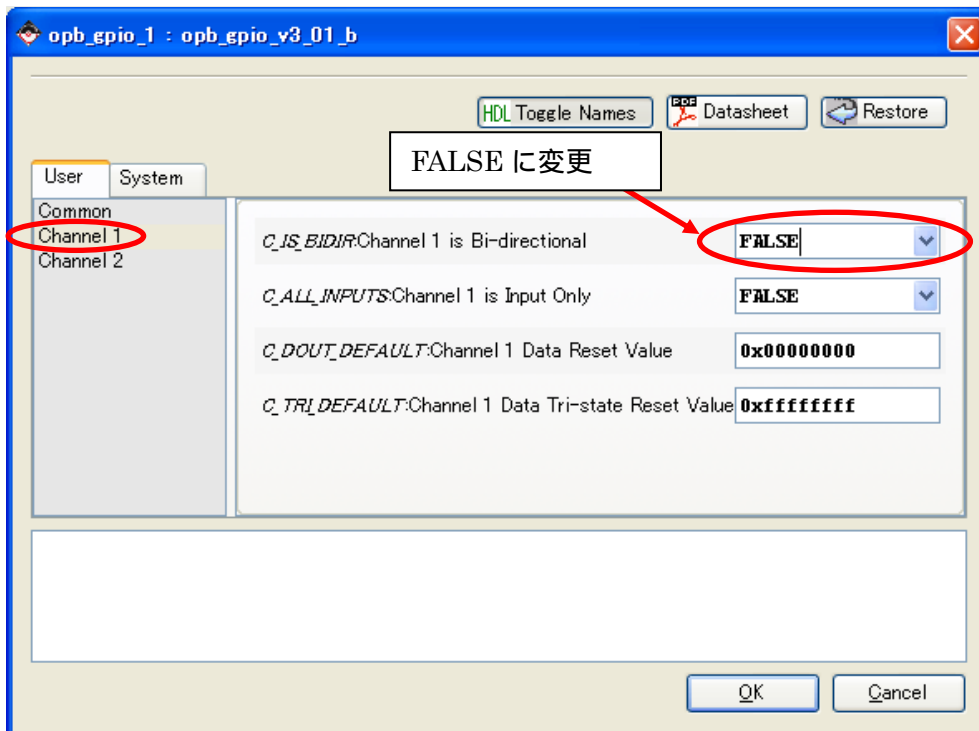 opb_gpio_1 : opb_gpio_v3_01_b
HDL Toggle Names
PDF Datasheet
Restore
FALSE に変更
User System
Common
Channel 1
Channel 2
C_IS_BIDIR:Channel 1 is Bi-directional FALSE
C_ALL_INPUTS:Channel 1 is Input Only FALSE
C_DOUT_DEFAULT:Channel 1 Data Reset Value 0x00000000
C_TRI_DEFAULT:Channel 1 Data Tri-state Reset Value 0xffffffff
OK Cancel